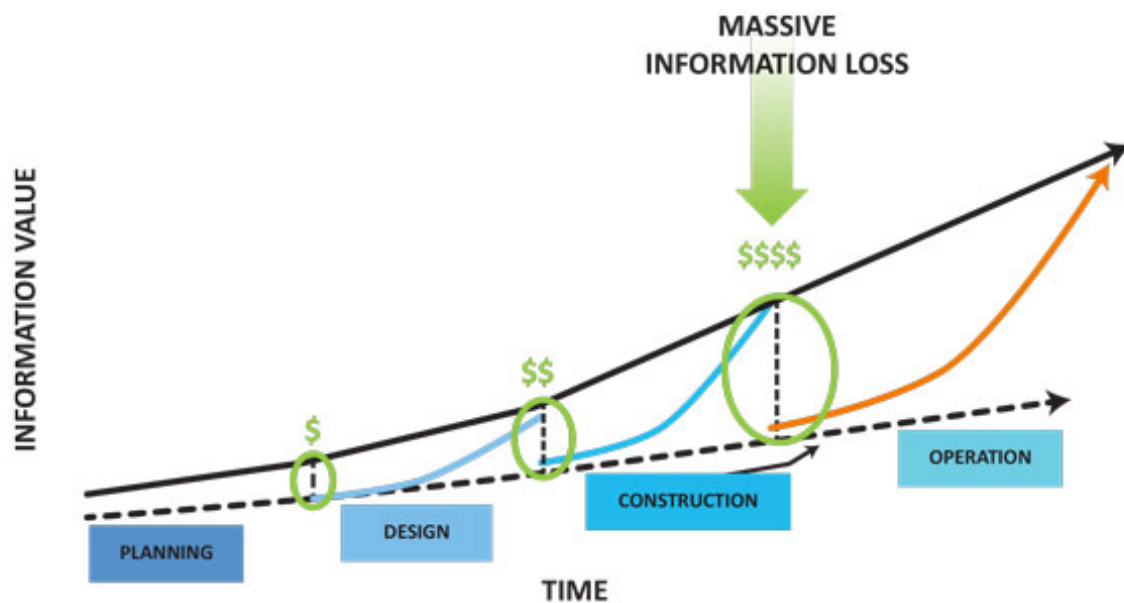 MASSIVE
INFORMATION LOSS
INFORMATION VALUE
$$$$
$$
$
OPERATION
CONSTRUCTION
DESIGN
PLANNING
TIME